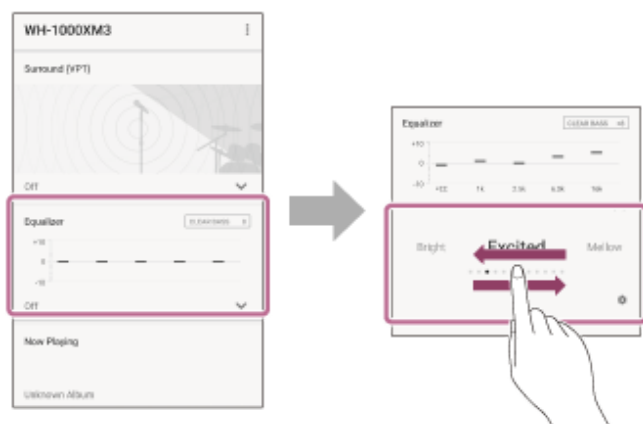 WH-1000XM3
Surround (VPT)
Off
Equalizer
CLEAR BASS 0
+10
0
-10
Off
Now Playing
Unknown Album
Equalizer
CLEAR BASS
+10
0
-10
1k
2.5k
6.3k
16k
Bright
Excited
Mellow